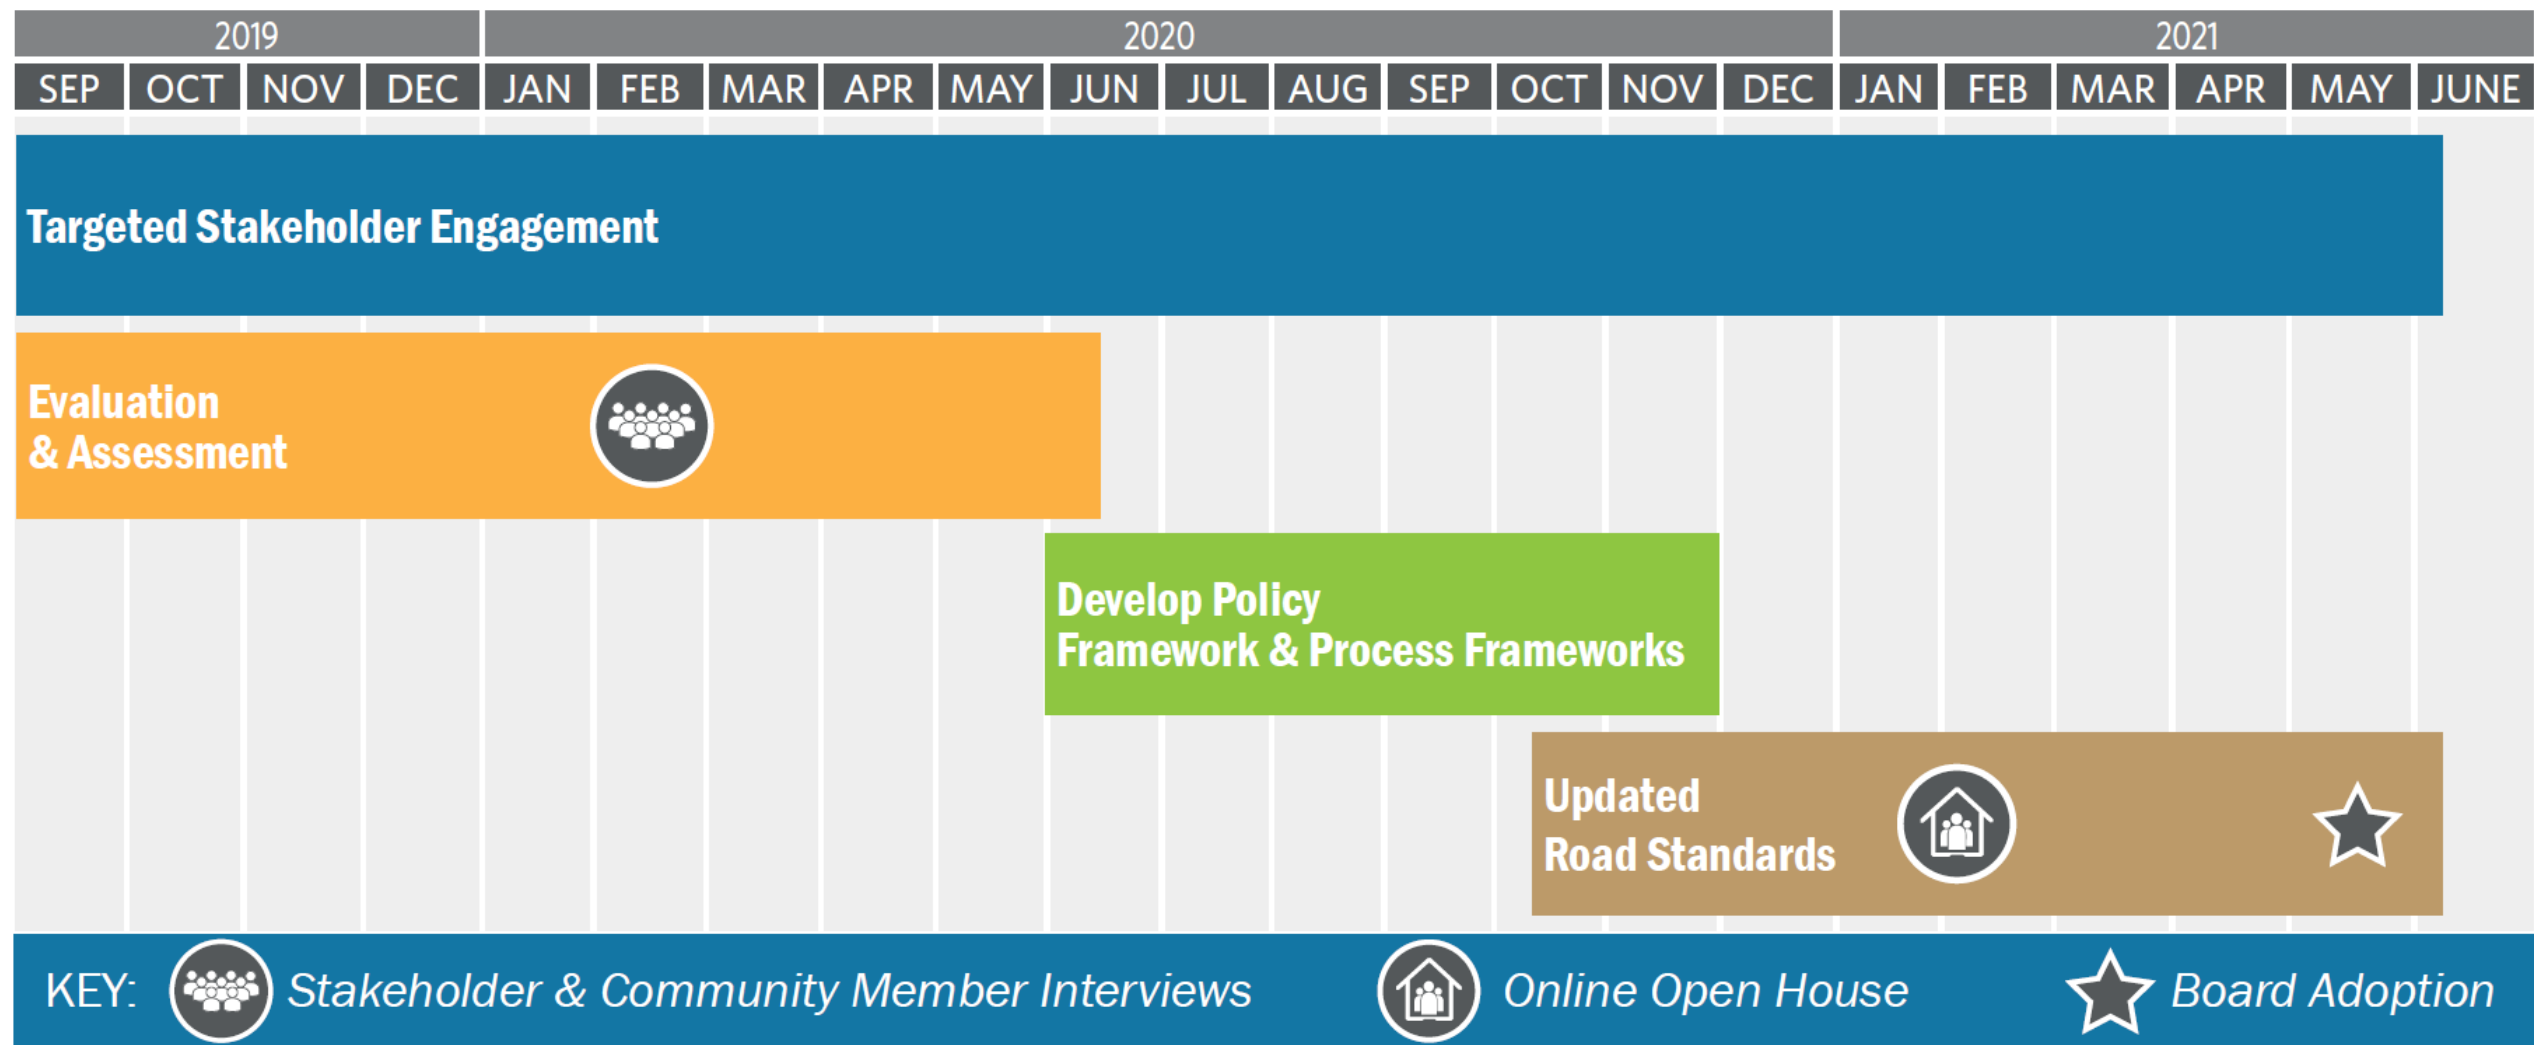 2019 2020 2021
SEP OCT NOV DEC JAN FEB MAR APR MAY JUN JUL AUG SEP OCT NOV DEC JAN FEB MAR APR MAY JUNE
Targeted Stakeholder Engagement
Evaluation
& Assessment
Develop Policy
Framework & Process Frameworks
Updated
Road Standards
KEY: Stakeholder & Community Member Interviews Online Open House Board Adoption